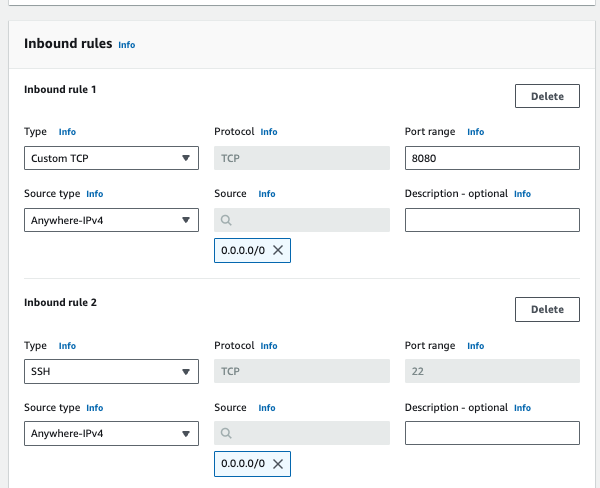 Inbound rules Info
Inbound rule 1
Delete
Type Info Protocol Info Port range Info
Custom TCP TCP 8080
Source type Info Source Info Description - optional Info
Anywhere-IPv4
0.0.0.0/0
Inbound rule 2
Delete
Type Info Protocol Info Port range Info
SSH TCP 22
Source type Info Source Info Description - optional Info
Anywhere-IPv4
0.0.0.0/0